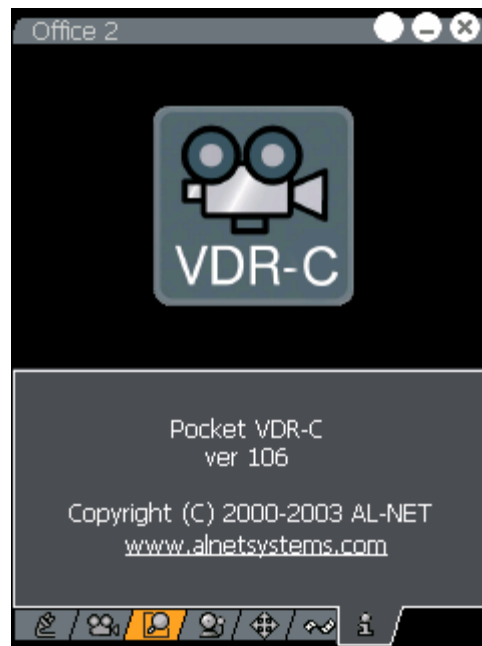 Office 2
VDR-C
Pocket VDR-C
ver 106
Copyright (C) 2000-2003 AL-NET
www.alnetsystems.com